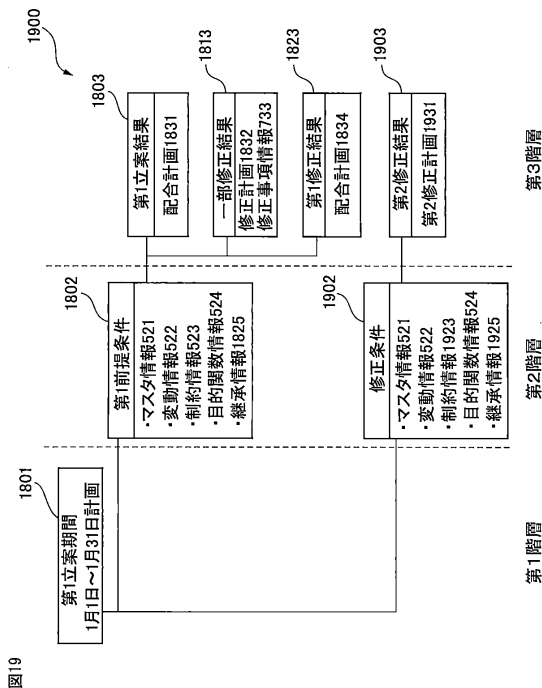 図19
1900
1801
第1立案期間
1月1日～1月31日計画
1802
第1前提条件
・マスタ情報521
・変動情報522
・制約情報523
・目的関数情報524
・継承情報1825
1902
修正条件
・マスタ情報521
・変動情報522
・制約情報1923
・目的関数情報524
・継承情報1925
1803
第1立案結果
配合計画1831
1813
一部修正結果
修正計画1832
修正事項情報733
1823
第1修正結果
配合計画1834
1903
第2修正結果
第2修正計画1931
第1階層
第2階層
第3階層